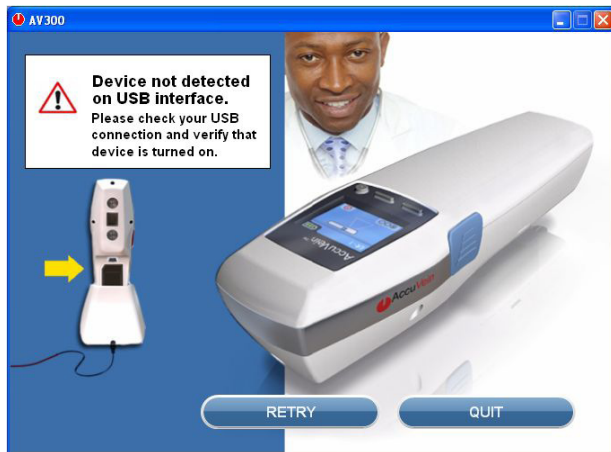 AV300
Device not detected
on USB interface.
Please check your USB
connection and verify that
device is turned on.
AccuVein
AccuVein
RETRY
QUIT